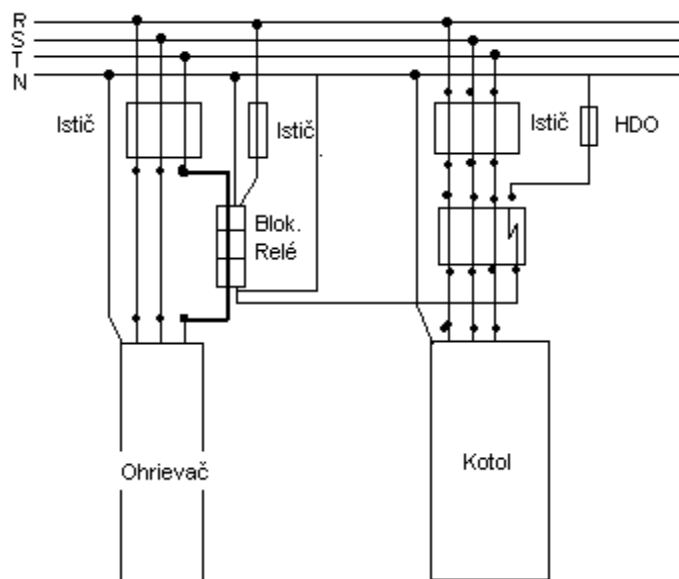 R
S
T
N
Istič
Istič
Istič
HDO
Blok.
Relé
Ohrievač
Kotol